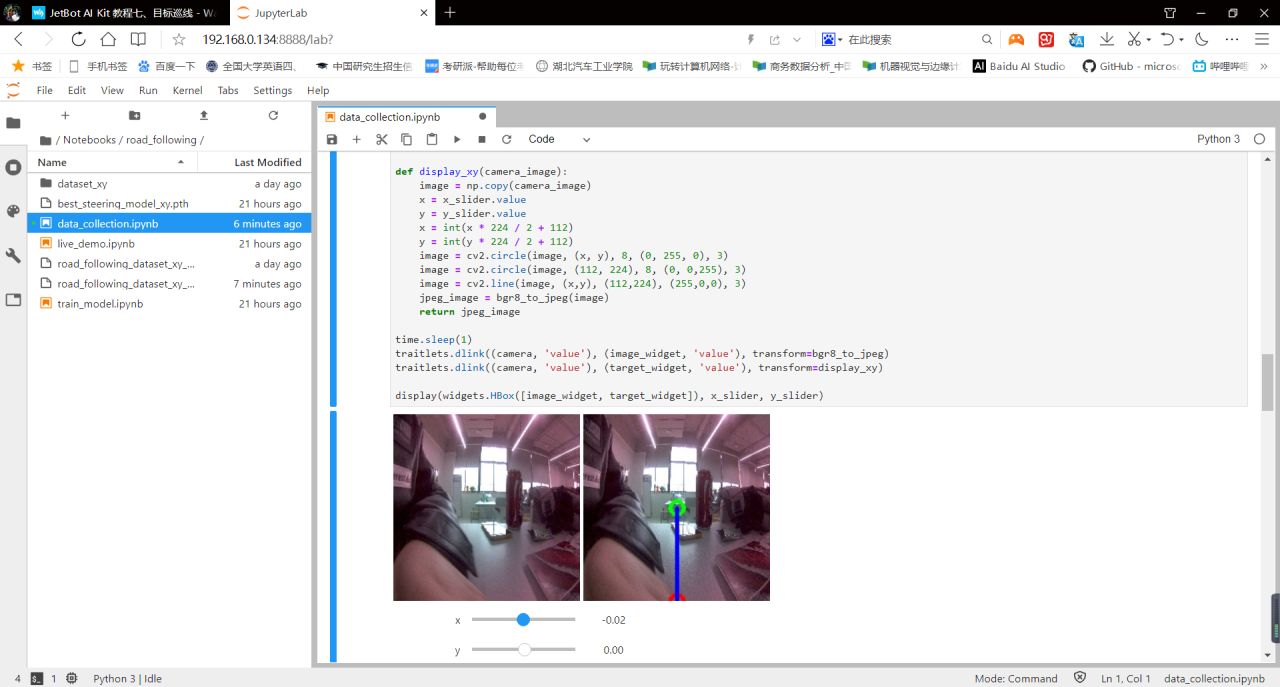 JetBot AI Kit 教程七、目标巡线 - W
JupyterLab
192.168.0.134:8888/lab?
在此搜索
书签
手机书签
百度一下
全国大学英语四、
中国研究生招生信
考研版-帮助每位
湖北汽车工业学院
玩转计算机网络-
商务数据分析_中
机器视觉与边缘计
AI Baidu AI Studio
GitHub - microsc
哔哩哔哩
»
File Edit View Run Kernel Tabs Settings Help
/ Notebooks / road_following /
Name Last Modified
dataset_xy a day ago
best_steering_model_xy.pth 21 hours ago
data_collection.ipynb 6 minutes ago
live_demo.ipynb 21 hours ago
road_following_dataset_xy_... a day ago
road_following_dataset_xy_... 7 minutes ago
train_model.ipynb 21 hours ago
data_collection.ipynb
Code
Python 3
def display_xy(camera_image):
    image = np.copy(camera_image)
    x = x_slider.value
    y = y_slider.value
    x = int(x * 224 / 2 + 112)
    y = int(y * 224 / 2 + 112)
    image = cv2.circle(image, (x, y), 8, (0, 255, 0), 3)
    image = cv2.circle(image, (112, 224), 8, (0, 0,255), 3)
    image = cv2.line(image, (x,y), (112,224), (255,0,0), 3)
    jpeg_image = bgr8_to_jpeg(image)
    return jpeg_image
time.sleep(1)
traitlets.dlink((camera, 'value'), (image_widget, 'value'), transform=bgr8_to_jpeg)
traitlets.dlink((camera, 'value'), (target_widget, 'value'), transform=display_xy)
display(widgets.HBox([image_widget, target_widget]), x_slider, y_slider)
x -0.02
y 0.00
4 1 Python 3 | Idle Mode: Command Ln 1, Col 1 data_collection.ipynb